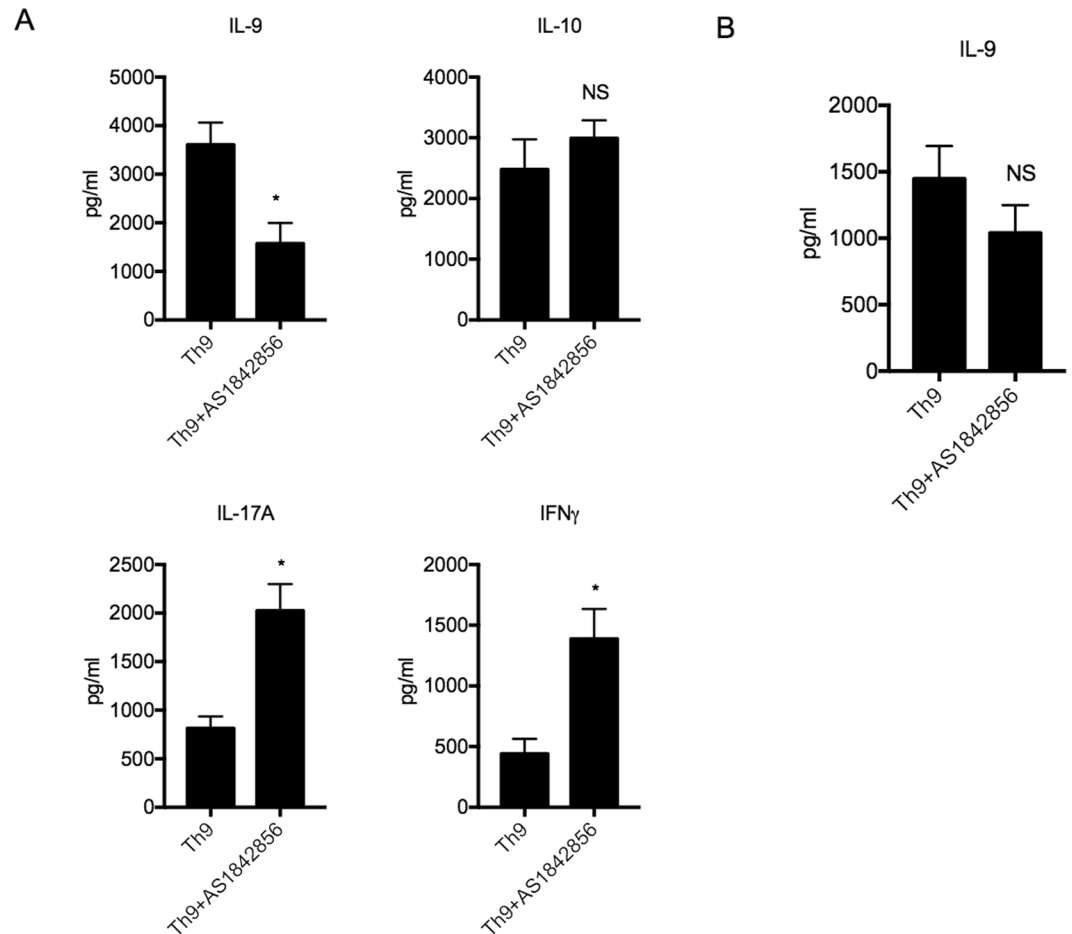 A
IL-9
5000
4000
3000
2000
1000
0
pg/ml
*
Th9
Th9+AS1842856
IL-10
4000
3000
2000
1000
0
pg/ml
NS
Th9
Th9+AS1842856
B
IL-9
2000
1500
1000
500
0
pg/ml
NS
Th9
Th9+AS1842856
IL-17A
2500
2000
1500
1000
500
0
pg/ml
*
Th9
Th9+AS1842856
IFNγ
2000
1500
1000
500
0
pg/ml
*
Th9
Th9+AS1842856